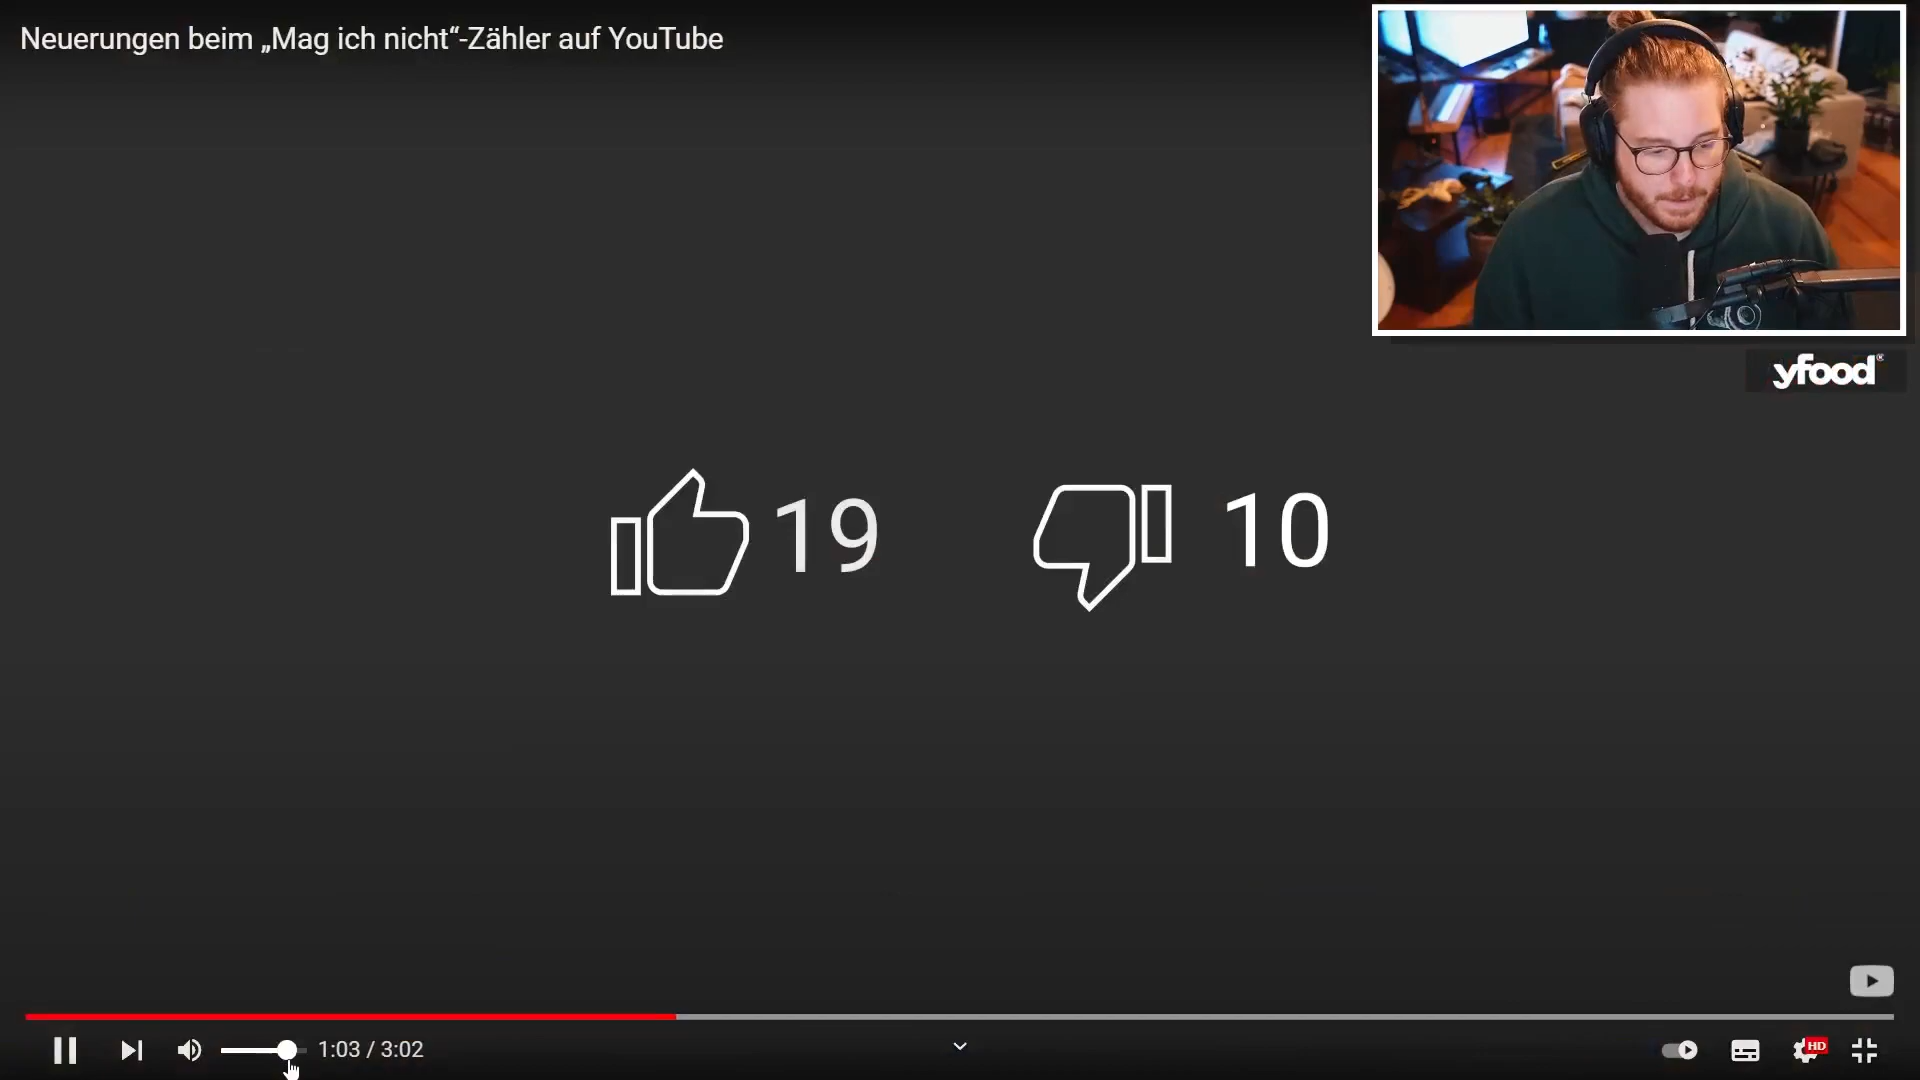 Neuerungen beim „Mag ich nicht“-Zähler auf YouTube
yfood
19
10
1:03 / 3:02
HD